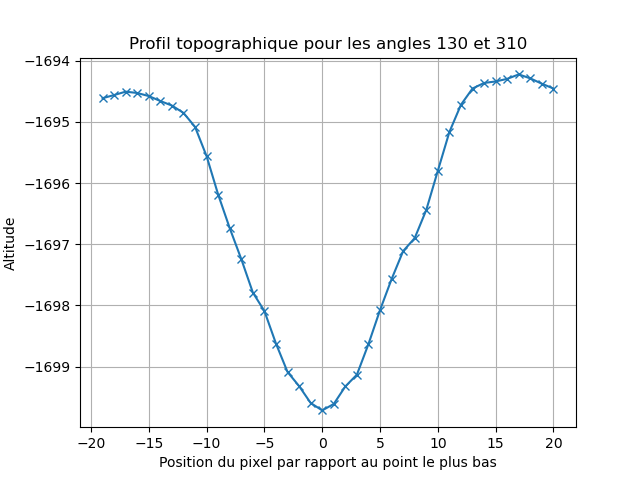 Profil topographique pour les angles 130 et 310
−1694
−1695
−1696
−1697
−1698
−1699
Altitude
−20 −15 −10 −5 0 5 10 15 20
Position du pixel par rapport au point le plus bas